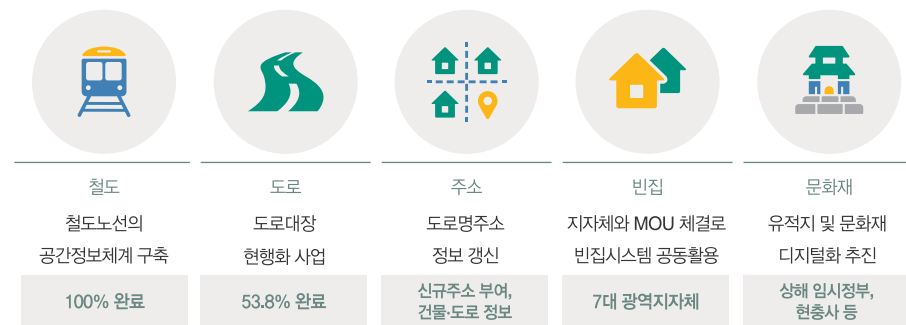 철도
철도노선의
공간정보체계 구축
100% 완료
도로
도로대장
현행화 사업
53.8% 완료
주소
도로명주소
정보 갱신
신규주소 부여,
건물·도로 정보
빈집
지자체와 MOU 체결로
빈집시스템 공동활용
7대 광역지자체
문화재
유적지 및 문화재
디지털화 추진
상해 임시정부,
현충사 등